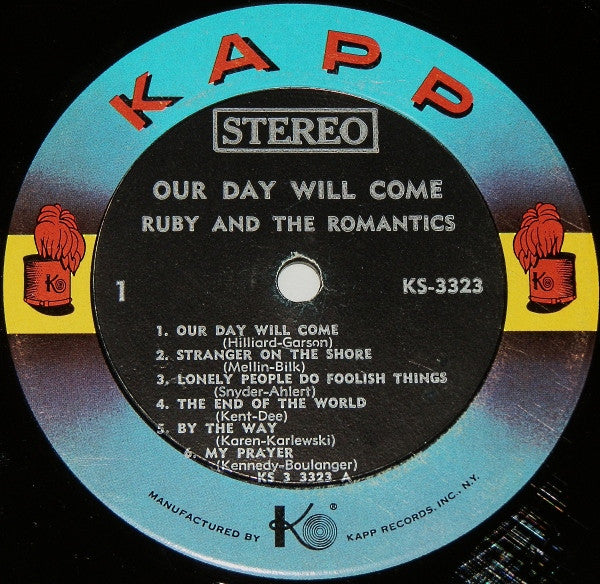 KAPP
STEREO
OUR DAY WILL COME
RUBY AND THE ROMANTICS
1
KS-3323
K
K
1. OUR DAY WILL COME
(Hilliard-Garson)
2. STRANGER ON THE SHORE
(Mellin-Bilk)
3. LONELY PEOPLE DO FOOLISH THINGS
(Snyder-Ahlert)
4. THE END OF THE WORLD
(Kent-Dee)
5. BY THE WAY
(Karen-Karlewski)
6. MY PRAYER
(Kennedy-Boulanger)
KS 3 3323 A
MANUFACTURED BY K ® KAPP RECORDS, INC., N.Y.